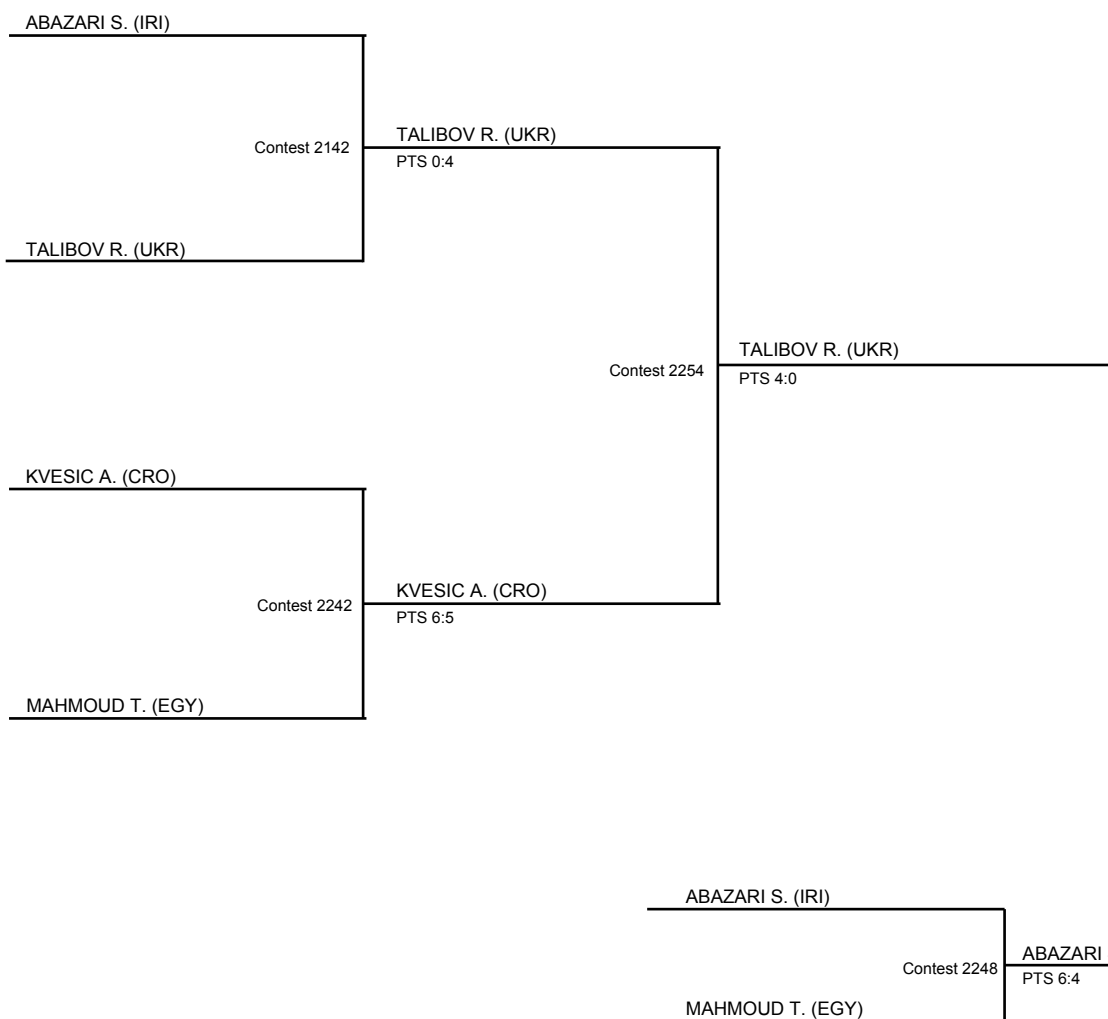 ABAZARI S. (IRI)
Contest 2142
TALIBOV R. (UKR)
PTS 0:4
TALIBOV R. (UKR)
Contest 2254
TALIBOV R. (UKR)
PTS 4:0
KVESIC A. (CRO)
Contest 2242
KVESIC A. (CRO)
PTS 6:5
MAHMOUD T. (EGY)
ABAZARI S. (IRI)
Contest 2248
ABAZARI
PTS 6:4
MAHMOUD T. (EGY)